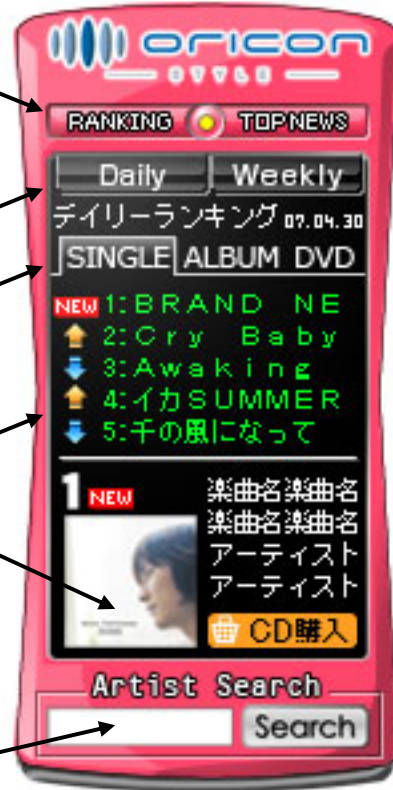 oricon
STYLE
RANKING TOPNEWS
Daily Weekly
デイリーランキング 07.04.30
SINGLE ALBUM DVD
NEW 1:BRAND NE
2:Cry Baby
3:Awaking
4:イカSUMMER
5:千の風になって
1 NEW
楽曲名楽曲名
楽曲名楽曲名
アーティスト
アーティスト
CD購入
Artist Search
Search